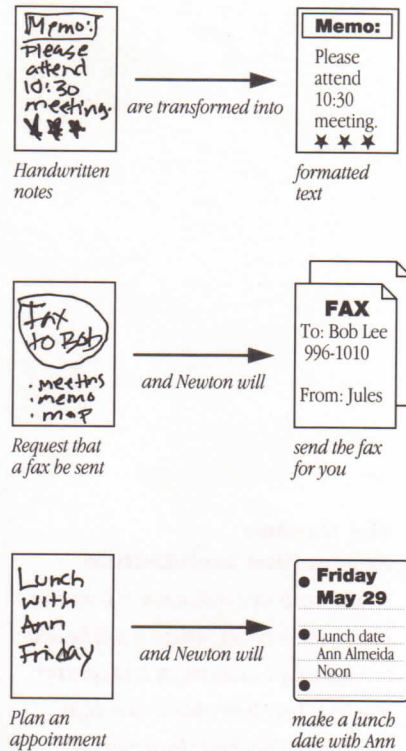 Memo:
Please
attend
10:30
meeting.
★ ★ ★
Handwritten
notes
are transformed into
Memo:
Please
attend
10:30
meeting.
★ ★ ★
formatted
text
Fax
to Bob
· meeting
· memo
· map
Request that
a fax be sent
and Newton will
FAX
To: Bob Lee
996-1010
From: Jules
send the fax
for you
Lunch
with
Ann
Friday
Plan an
appointment
and Newton will
Friday
May 29
Lunch date
Ann Almeida
Noon
make a lunch
date with Ann